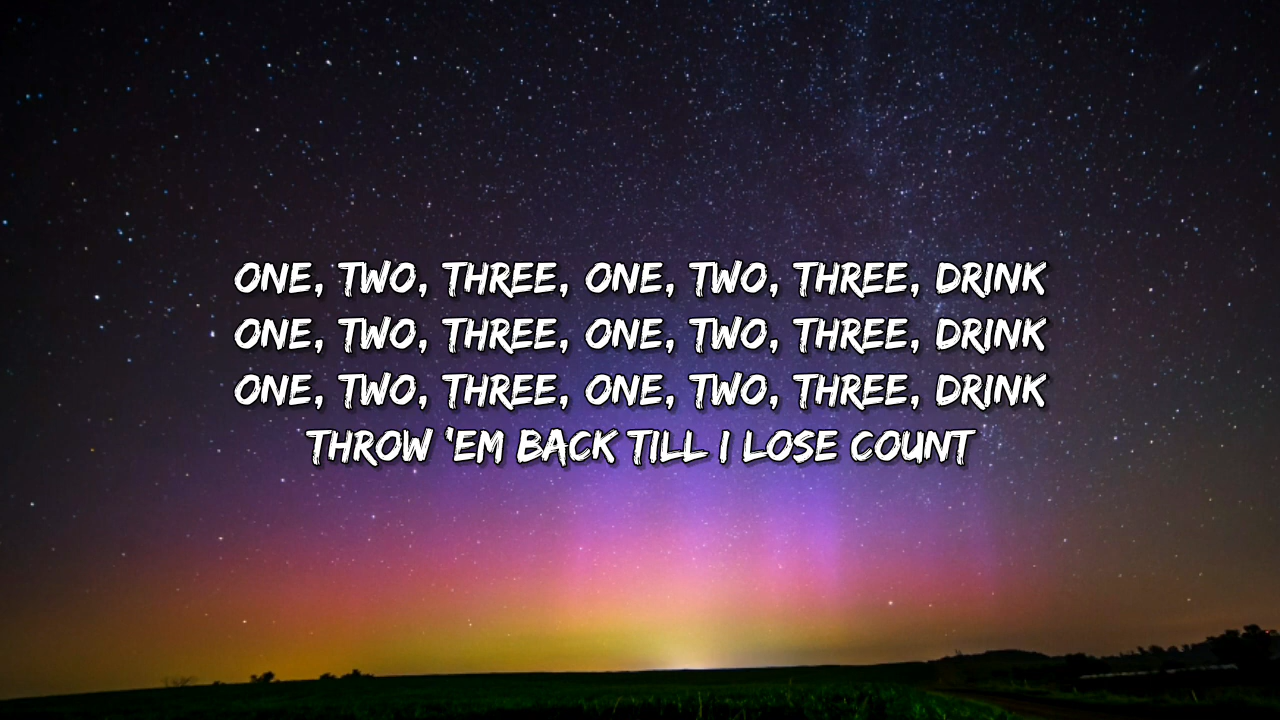 ONE, TWO, THREE, ONE, TWO, THREE, DRINK
ONE, TWO, THREE, ONE, TWO, THREE, DRINK
ONE, TWO, THREE, ONE, TWO, THREE, DRINK
THROW 'EM BACK TILL I LOSE COUNT